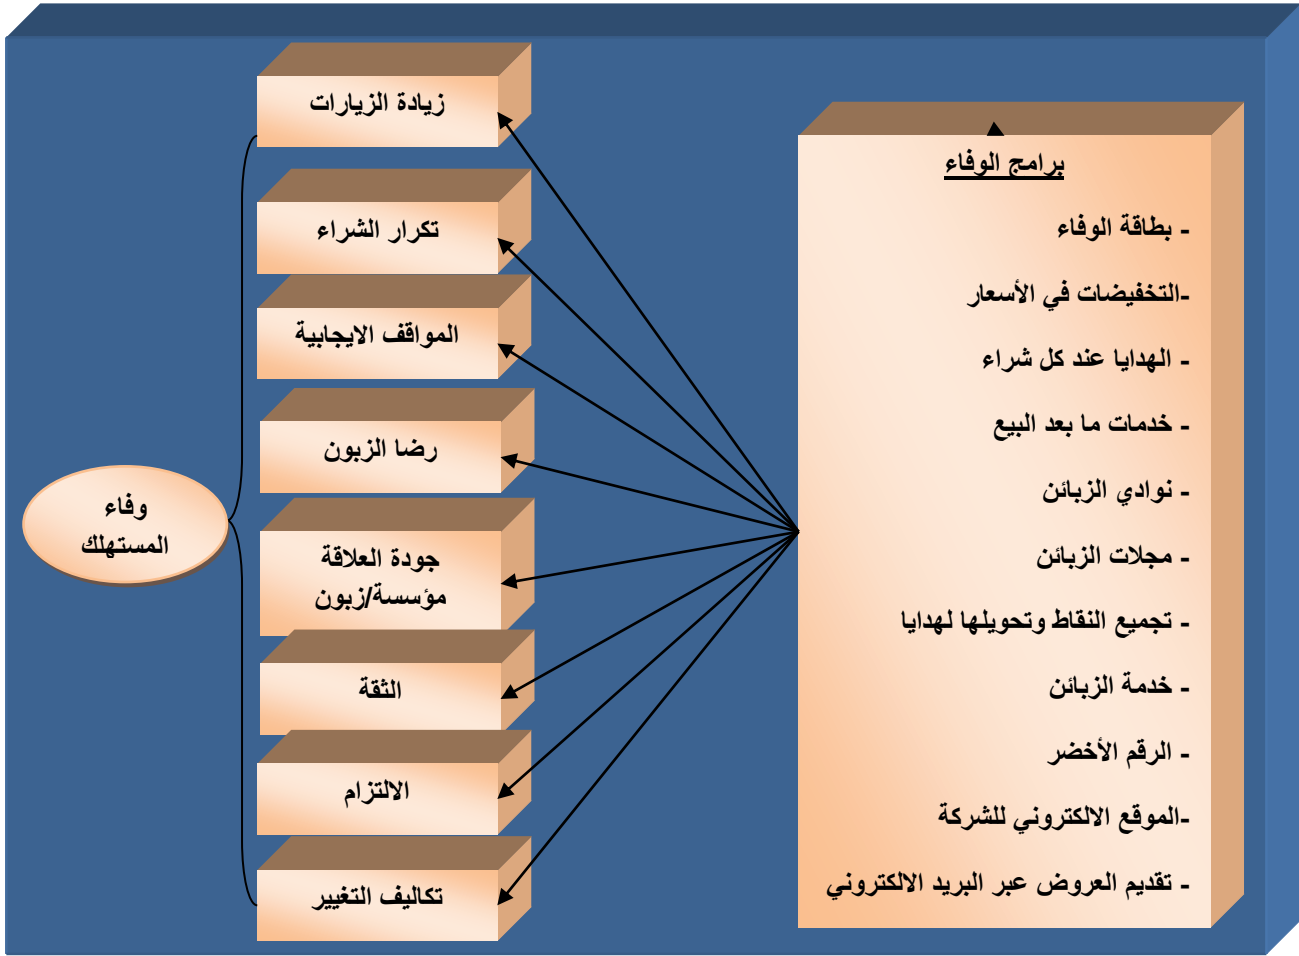 برامج الوفاء
- بطاقة الوفاء
-التخفيضات في الأسعار
- الهدايا عند كل شراء
- خدمات ما بعد البيع
- نوادي الزبائن
- مجلات الزبائن
- تجميع النقاط وتحويلها لهدايا
- خدمة الزبائن
- الرقم الأخضر
-الموقع الالكتروني للشركة
- تقديم العروض عبر البريد الالكتروني
زيادة الزيارات
تكرار الشراء
المواقف الايجابية
رضا الزبون
جودة العلاقة
مؤسسة/زبون
الثقة
الالتزام
تكاليف التغيير
وفاء
المستهلك